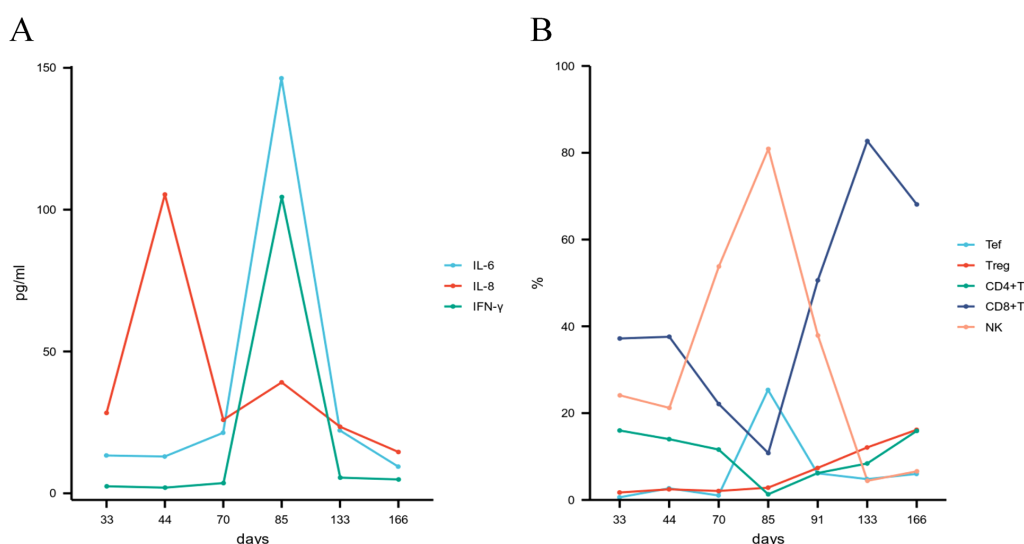 A
150
100
50
0
pg/ml
33 44 70 85 133 166
days
IL-6
IL-8
IFN-γ
B
100
80
60
40
20
0
%
33 44 70 85 91 133 166
days
Tef
Treg
CD4+T
CD8+T
NK